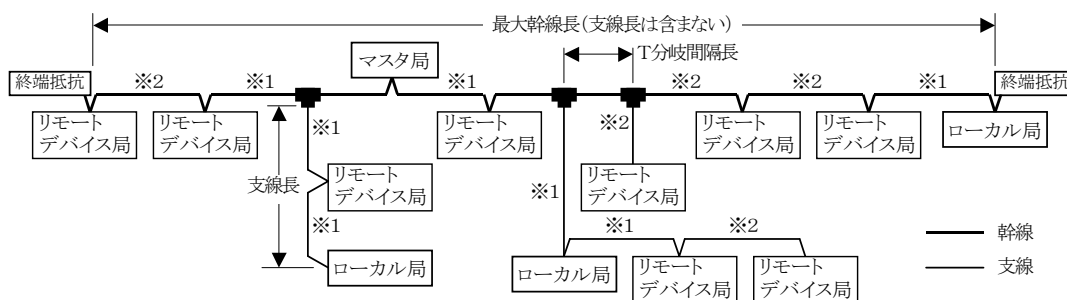 最大幹線長(支線長は含まない)
T分岐間隔長
マスタ局
終端抵抗
※2
※1
※1
※2
※2
※1
終端抵抗
リモート
デバイス局
リモート
デバイス局
※1
リモート
デバイス局
※2
リモート
デバイス局
リモート
デバイス局
ローカル局
支線長
リモート
デバイス局
※1
リモート
デバイス局
※1
※1
※2
ローカル局
ローカル局
リモート
デバイス局
リモート
デバイス局
幹線
支線